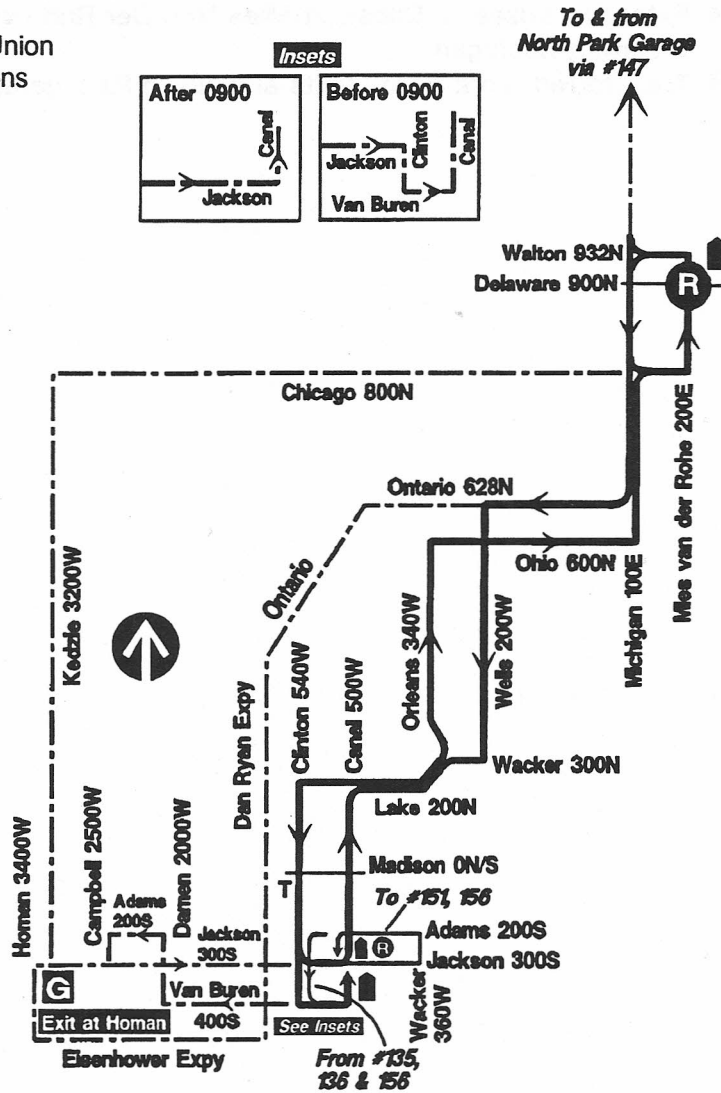 Union
ns
Insets
After 0900
Canal
Jackson
Before 0900
Jackson
Clinton
Canal
Van Buren
To & from
North Park Garage
via #147
Walton 932N
Delaware 900N
R
Chicago 800N
Mies van der Rohe 200E
Michigan 100E
Ontario 628N
Ohio 600N
Ontario
Kedzie 3200W
Dan Ryan Expy
Clinton 540W
Canal 500W
Orleans 340W
Wells 200W
Wacker 300N
Lake 200N
Madison 0N/S
T
To #151, 156
Homan 3400W
Campbell 2500W
Damen 2000W
Adams
200S
Jackson
300S
Adams 200S
R
Jackson 300S
G
Van Buren
400S
Exit at Homan
See Insets
Wacker
360W
Eisenhower Expy
From #135,
136 & 156